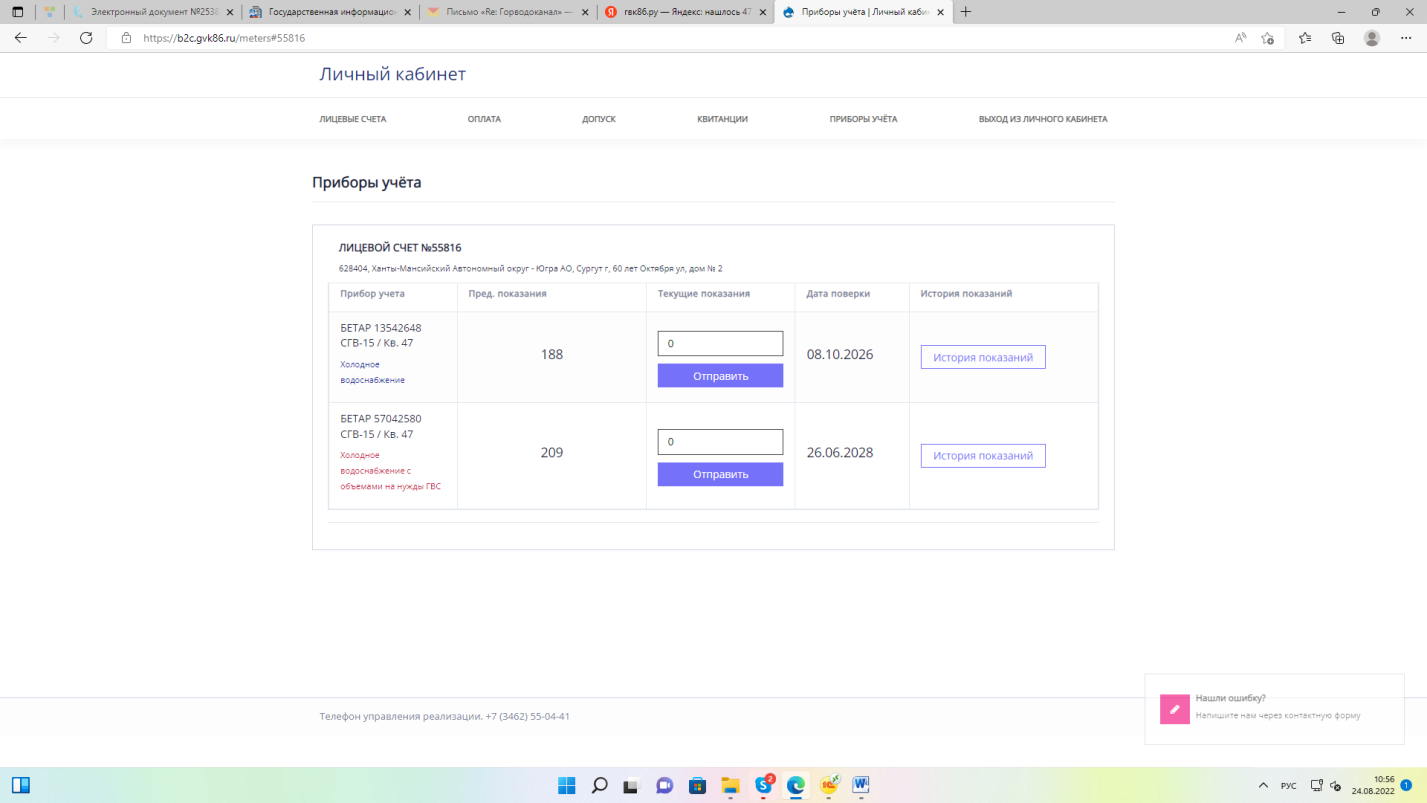 Электронный документ №2538
Государственная информацион
Письмо «Re: Горводоканал» —
гвк86.ру — Яндекс: нашлось 47
Приборы учёта | Личный кабин
https://b2c.gvk86.ru/meters#55816
Личный кабинет
ЛИЦЕВЫЕ СЧЕТА ОПЛАТА ДОПУСК КВИТАНЦИИ ПРИБОРЫ УЧЁТА ВЫХОД ИЗ ЛИЧНОГО КАБИНЕТА
Приборы учёта
ЛИЦЕВОЙ СЧЕТ №55816
628404, Ханты-Мансийский Автономный округ - Югра АО, Сургут г, 60 лет Октября ул, дом № 2
Прибор учета Пред. показания Текущие показания Дата поверки История показаний
БЕТАР 13542648
СГВ-15 / Кв. 47
Холодное
водоснабжение
188
0
Отправить
08.10.2026
История показаний
БЕТАР 57042580
СГВ-15 / Кв. 47
Холодное
водоснабжение с
объемами на нужды ГВС
209
0
Отправить
26.06.2028
История показаний
Нашли ошибку?
Напишите нам через контактную форму
Телефон управления реализации. +7 (3462) 55-04-41
2
РУС
10:56
24.08.2022
1